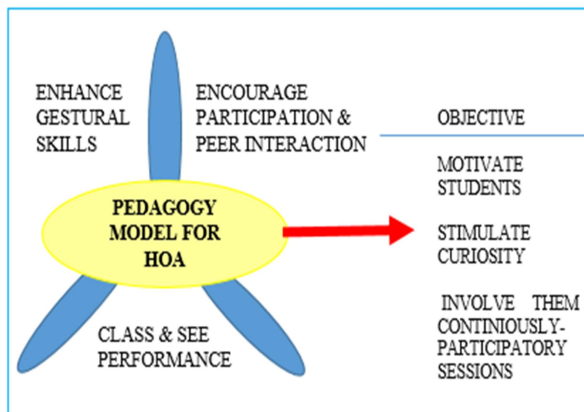 ENHANCE
GESTURAL
SKILLS
ENCOURAGE
PARTICIPATION &
PEER INTERACTION
PEDAGOGY
MODEL FOR
HOA
CLASS & SEE
PERFORMANCE
OBJECTIVE
MOTIVATE
STUDENTS
STIMULATE
CURIOSITY
INVOLVE THEM
CONTINIOUSLY-
PARTICIPATORY
SESSIONS